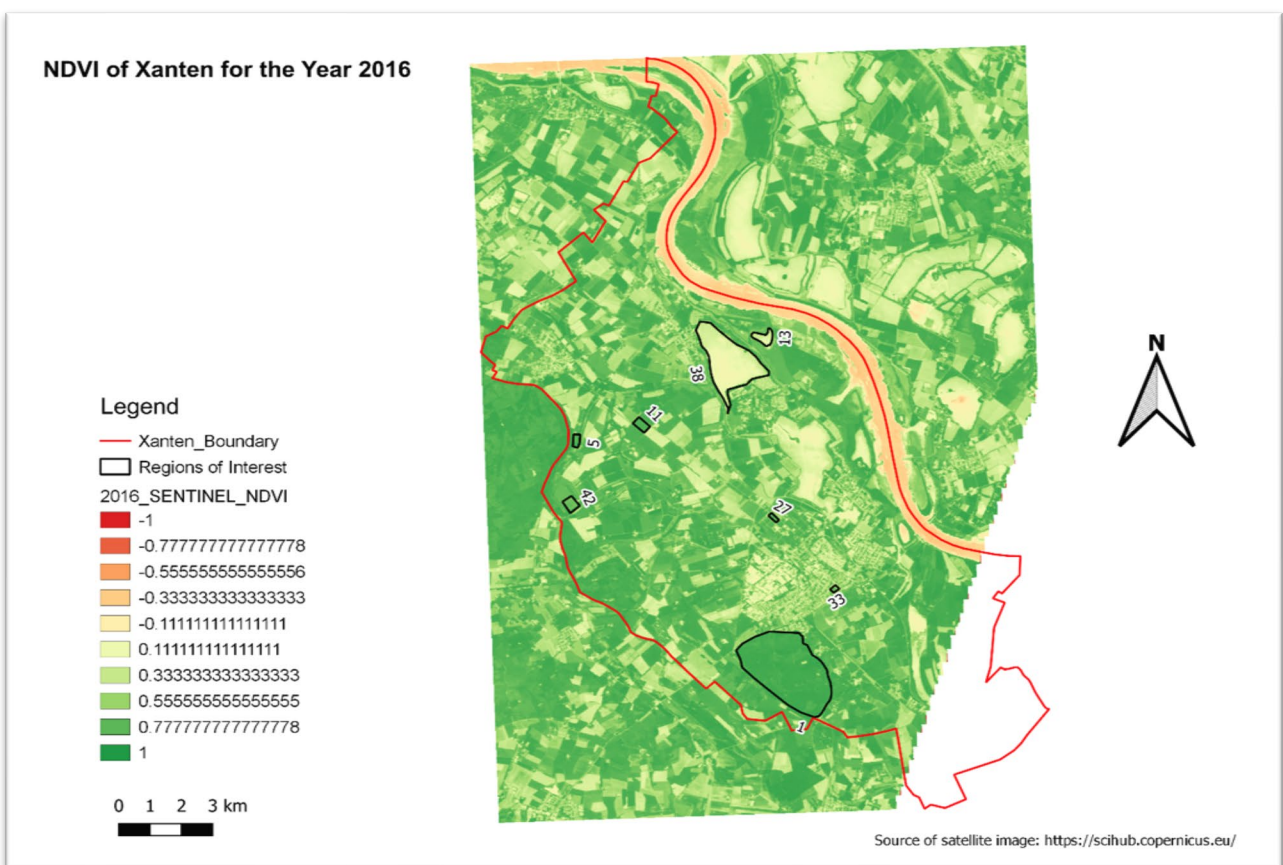 NDVI of Xanten for the Year 2016
N
13
38
11
5
42
27
33
1
Legend
Xanten_Boundary
Regions of Interest
2016_SENTINEL_NDVI
-1
-0.777777777777778
-0.555555555555556
-0.333333333333333
-0.111111111111111
0.111111111111111
0.333333333333333
0.555555555555555
0.777777777777778
1
0 1 2 3 km
Source of satellite image: https://scihub.copernicus.eu/